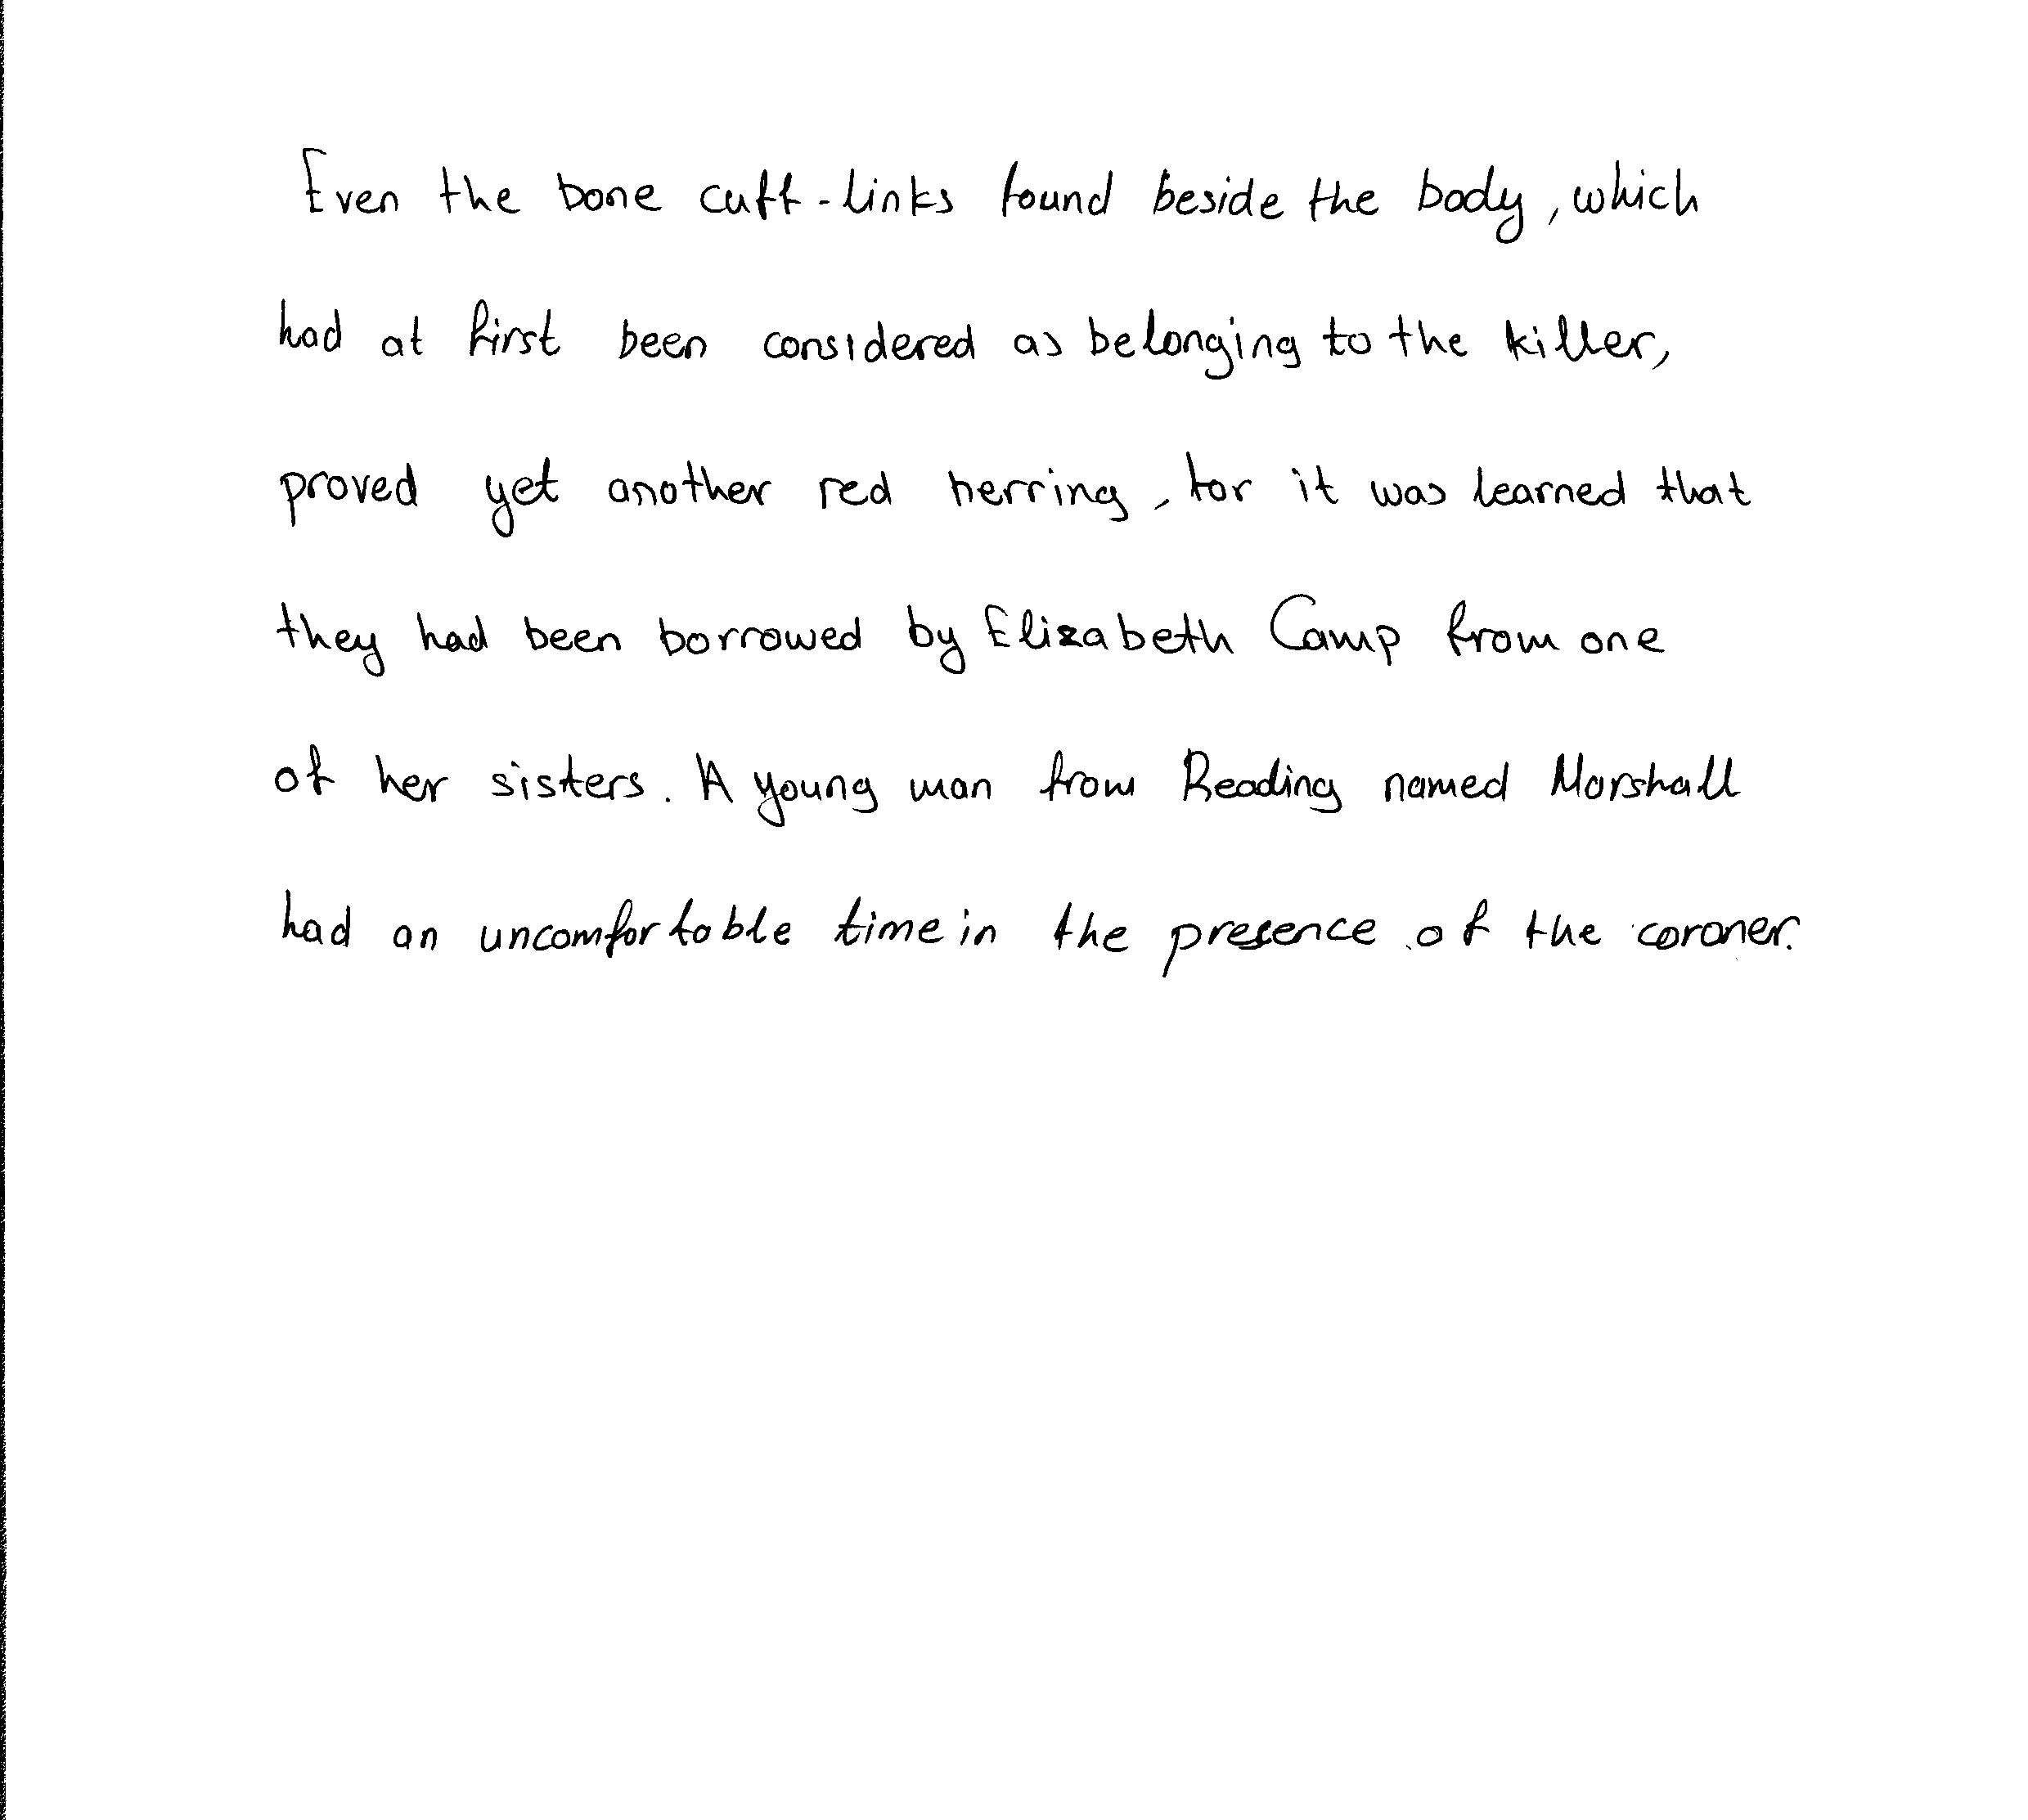 Even the bone cuff-links found beside the body, which
had at first been considered as belonging to the killer,
proved yet another red herring, for it was learned that
they had been borrowed by Elizabeth Camp from one
of her sisters. A young man from Reading named Marshall
had an uncomfortable time in the presence of the coroner.